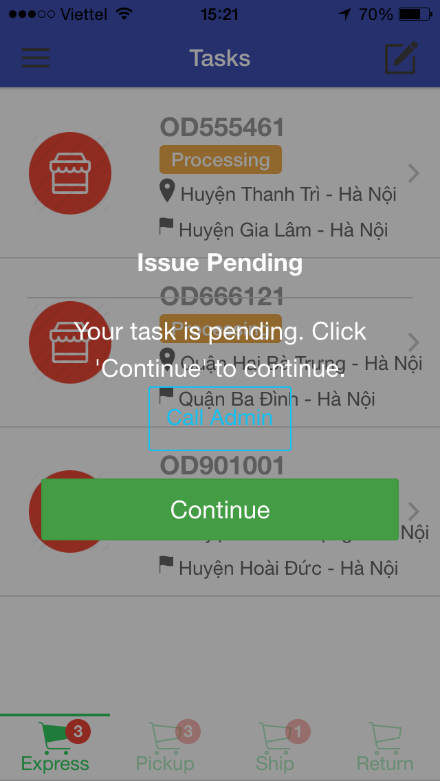 Viettel 15:21 70%
Tasks
OD555461
Processing
Huyện Thanh Trì - Hà Nội
Huyện Gia Lâm - Hà Nội
Issue Pending
OD666121
Processing
Your task is pending. Click
'Continue' to continue.
Quận Hai Bà Trưng - Hà Nội
Quận Ba Đình - Hà Nội
Call Admin
OD901001
Continue
Nội
Huyện Hoài Đức - Hà Nội
3 3 1
Express Pickup Ship Return